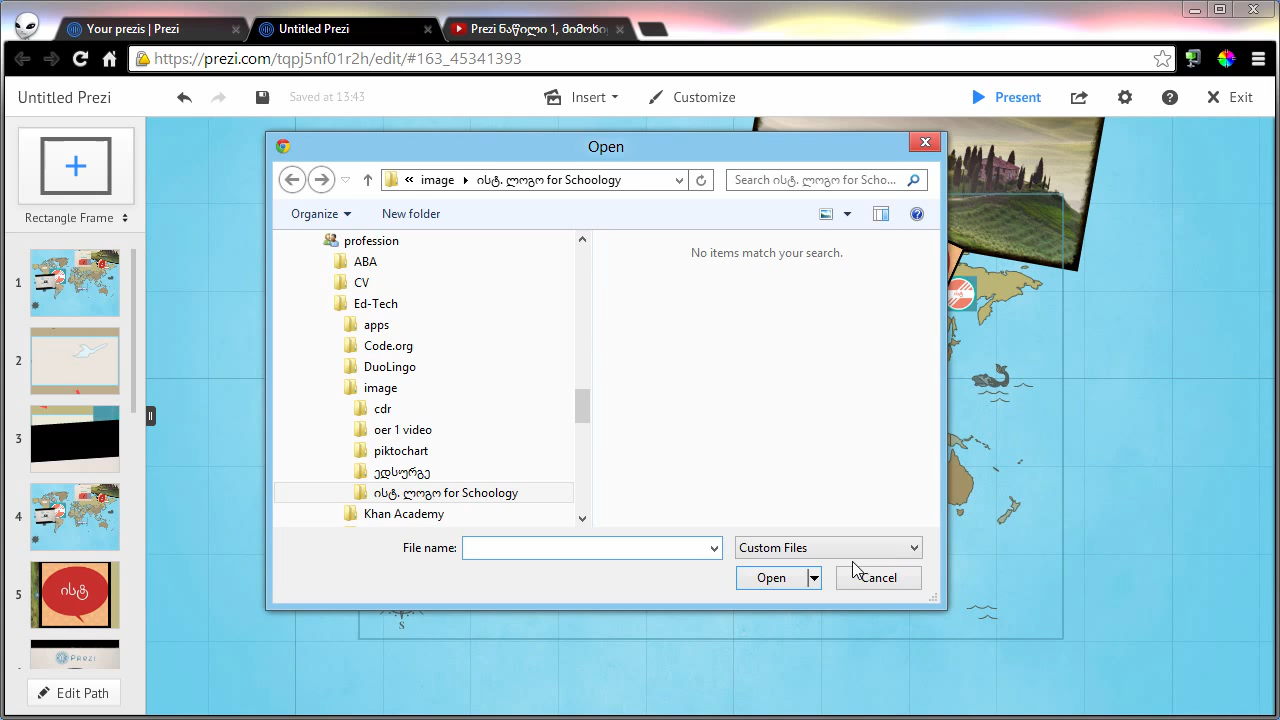 Your prezis | Prezi
Untitled Prezi
Prezi ნაწილი 1, მიმოხი
https://prezi.com/tqpj5nf01r2h/edit/#163_45341393
Untitled Prezi
Saved at 13:43
Insert
Customize
Present
Exit
Rectangle Frame
1
2
3
4
5
ისტ
Prezi
Edit Path
Open
« image ▸ ისტ. ლოგო for Schoology
Search ისტ. ლოგო for Scho...
Organize
New folder
profession
ABA
CV
Ed-Tech
apps
Code.org
DuoLingo
image
cdr
oer 1 video
piktochart
ედსურგე
ისტ. ლოგო for Schoology
Khan Academy
No items match your search.
File name:
Custom Files
Open
Cancel
ისტ
S